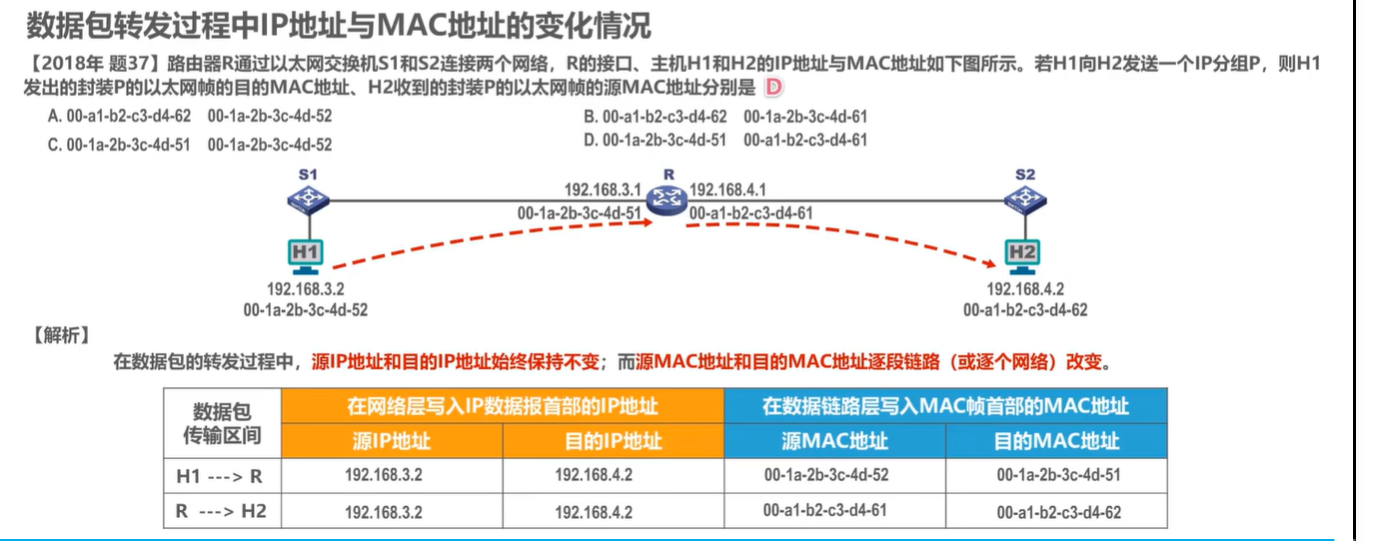 数据包转发过程中IP地址与MAC地址的变化情况
【2018年 题37】路由器R通过以太网交换机S1和S2连接两个网络，R的接口、主机H1和H2的IP地址与MAC地址如下图所示。若H1向H2发送一个IP分组P，则H1
发出的封装P的以太网帧的目的MAC地址、H2收到的封装P的以太网帧的源MAC地址分别是 D
A. 00-a1-b2-c3-d4-62 00-1a-2b-3c-4d-52
B. 00-a1-b2-c3-d4-62 00-1a-2b-3c-4d-61
C. 00-1a-2b-3c-4d-51 00-1a-2b-3c-4d-52
D. 00-1a-2b-3c-4d-51 00-a1-b2-c3-d4-61
S1
R
S2
192.168.3.1
192.168.4.1
00-1a-2b-3c-4d-51
00-a1-b2-c3-d4-61
H1
H2
192.168.3.2
192.168.4.2
00-1a-2b-3c-4d-52
00-a1-b2-c3-d4-62
【解析】
在数据包的转发过程中，源IP地址和目的IP地址始终保持不变；而源MAC地址和目的MAC地址逐段链路（或逐个网络）改变。
数据包
传输区间
在网络层写入IP数据报首部的IP地址
在数据链路层写入MAC帧首部的MAC地址
源IP地址
目的IP地址
源MAC地址
目的MAC地址
H1 ---> R
192.168.3.2
192.168.4.2
00-1a-2b-3c-4d-52
00-1a-2b-3c-4d-51
R ---> H2
192.168.3.2
192.168.4.2
00-a1-b2-c3-d4-61
00-a1-b2-c3-d4-62